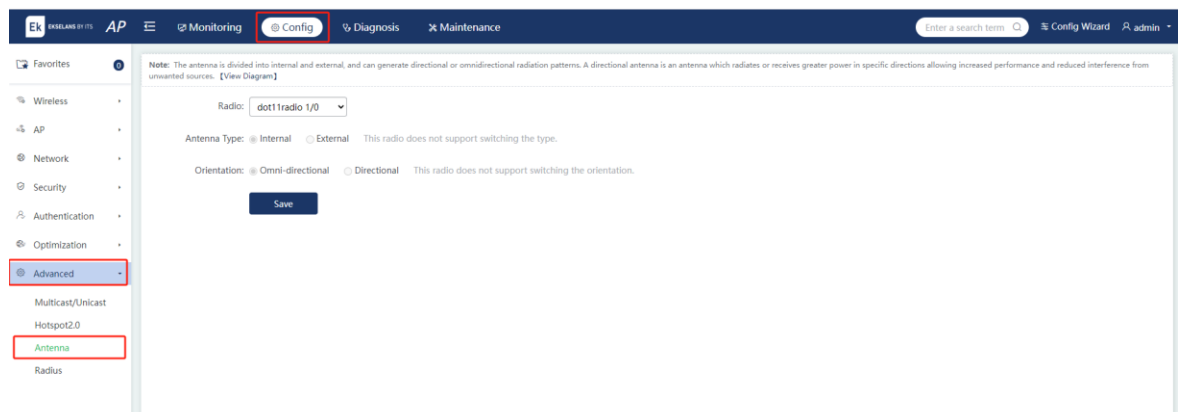 Ek EKSELANS BY ITS AP Monitoring Config Diagnosis Maintenance Enter a search term Config Wizard admin
Favorites 0
Note: The antenna is divided into internal and external, and can generate directional or omnidirectional radiation patterns. A directional antenna is an antenna which radiates or receives greater power in specific directions allowing increased performance and reduced interference from
unwanted sources. 【View Diagram】
Wireless
AP
Network
Security
Authentication
Optimization
Advanced
Multicast/Unicast
Hotspot2.0
Antenna
Radius
Radio: dot11radio 1/0
Antenna Type: Internal External This radio does not support switching the type.
Orientation: Omni-directional Directional This radio does not support switching the orientation.
Save